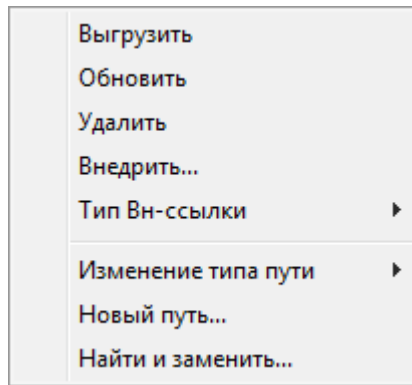 Выгрузить
Обновить
Удалить
Внедрить...
Тип Вн-ссылки
Изменение типа пути
Новый путь...
Найти и заменить...